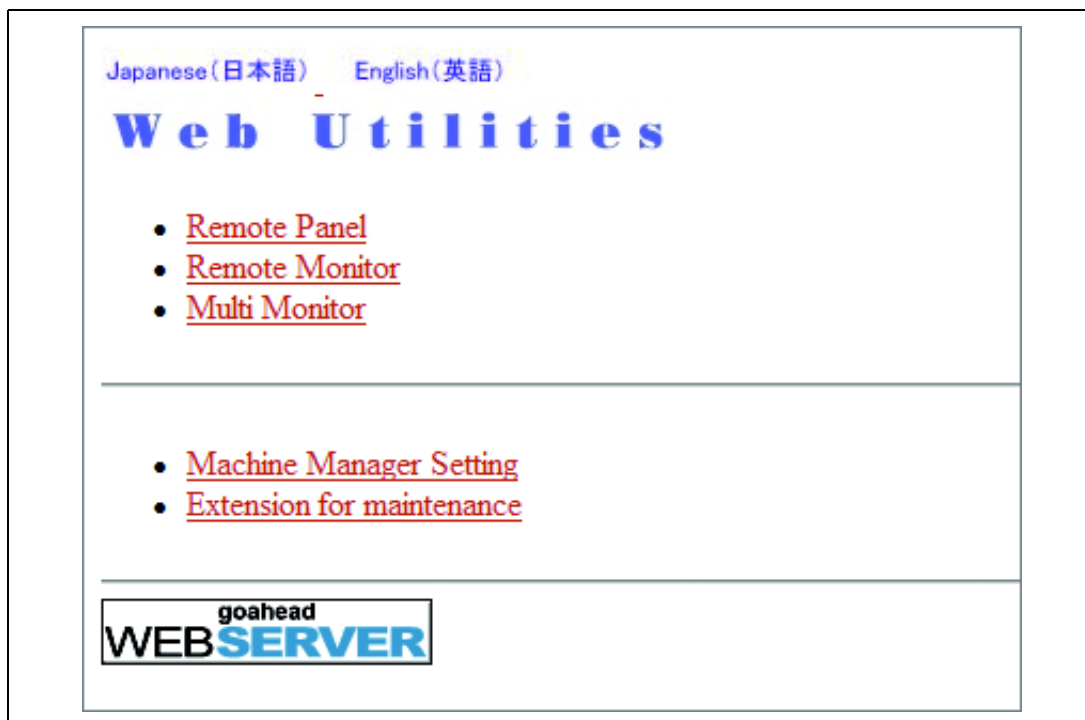 Japanese(日本語) English(英語)
Web Utilities
Remote Panel
Remote Monitor
Multi Monitor
Machine Manager Setting
Extension for maintenance
goahead
WEBSERVER